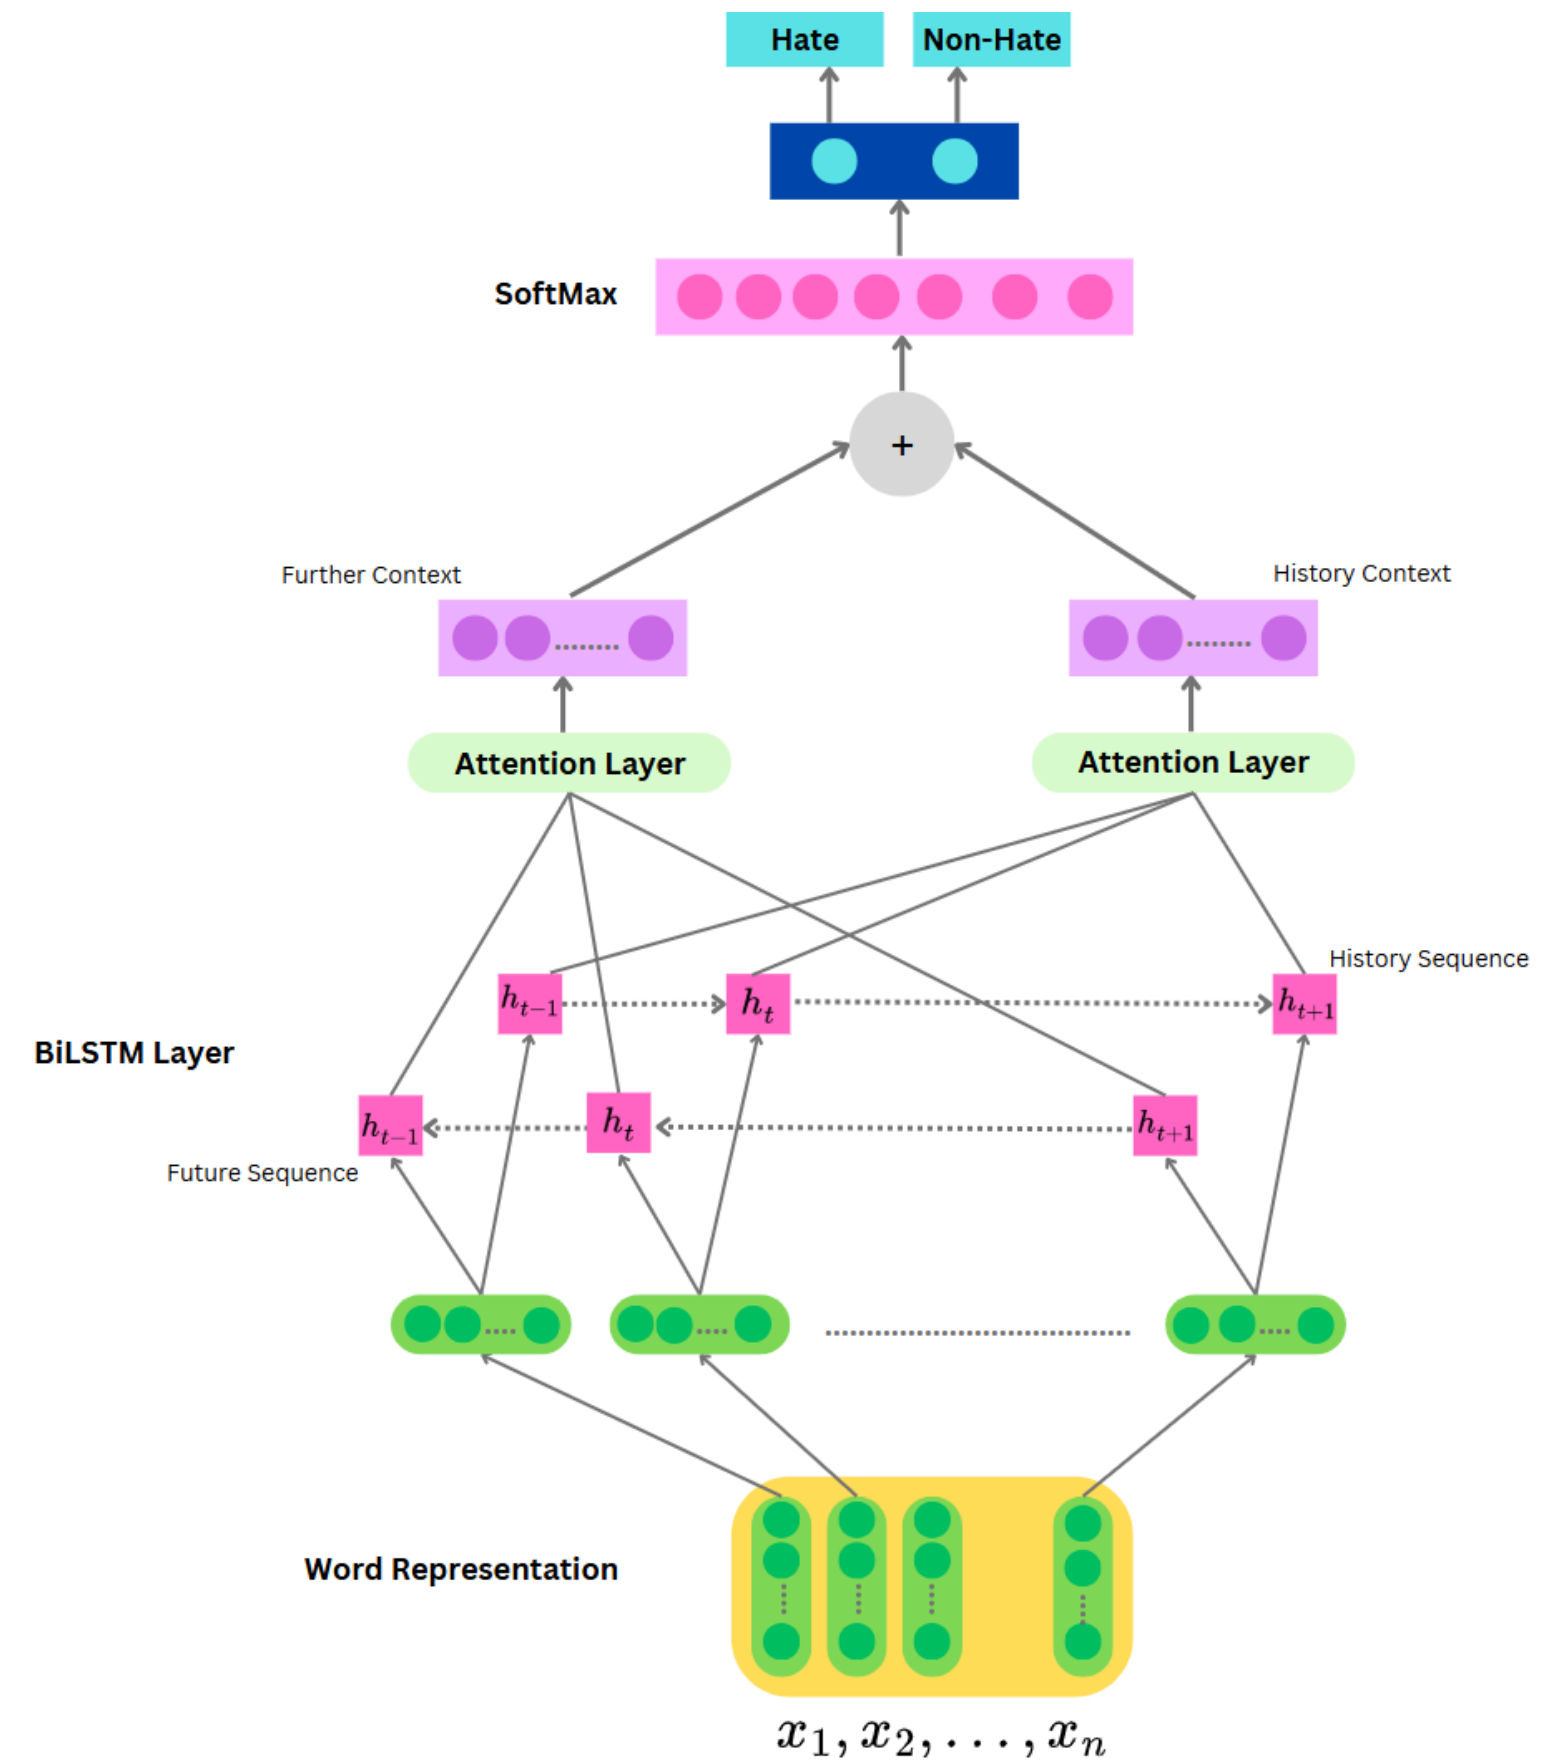 Hate
Non-Hate
SoftMax
+
Further Context
History Context
Attention Layer
Attention Layer
History Sequence
h_{t-1}
h_t
h_{t+1}
BiLSTM Layer
h_{t-1}
h_t
h_{t+1}
Future Sequence
Word Representation
x_1, x_2, . . . , x_n